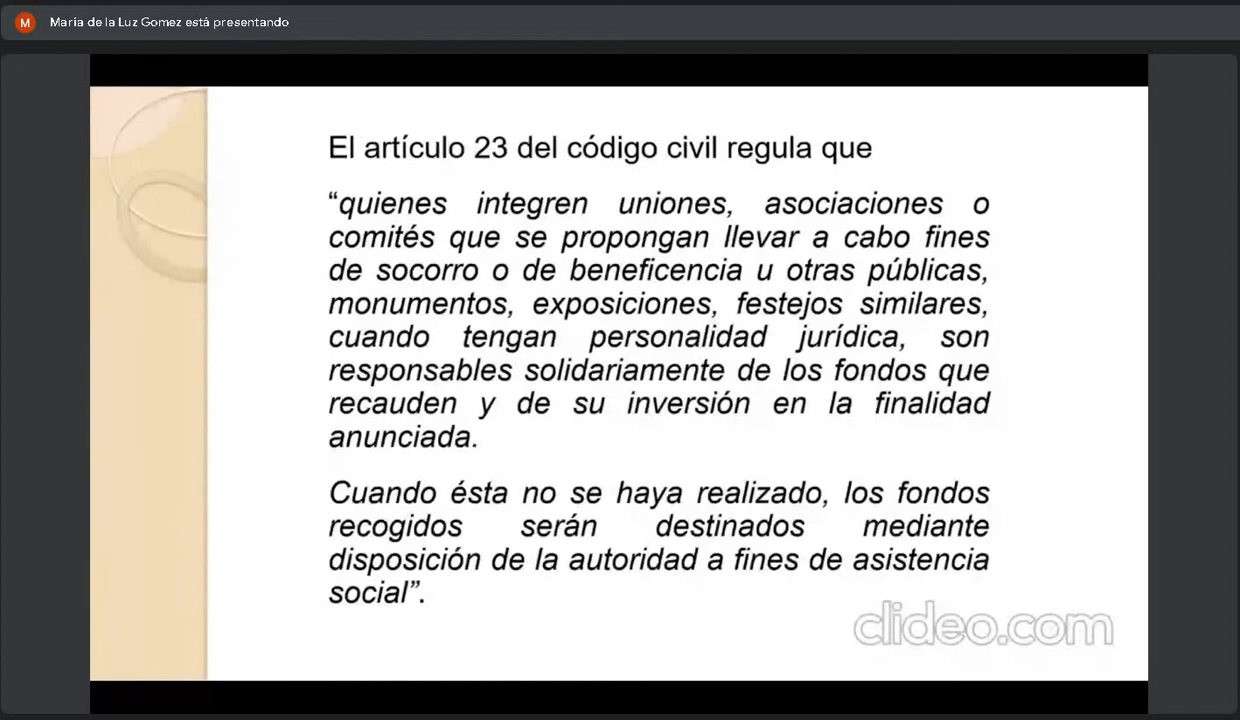 M
María de la Luz Gomez está presentando
El artículo 23 del código civil regula que
“quienes integren uniones, asociaciones o
comités que se propongan llevar a cabo fines
de socorro o de beneficencia u otras públicas,
monumentos, exposiciones, festejos similares,
cuando tengan personalidad jurídica, son
responsables solidariamente de los fondos que
recauden y de su inversión en la finalidad
anunciada.
Cuando ésta no se haya realizado, los fondos
recogidos serán destinados mediante
disposición de la autoridad a fines de asistencia
social”.
clideo.com